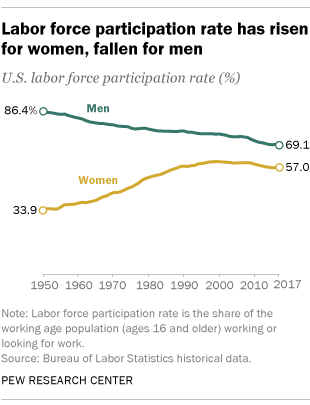 Labor force participation rate has risen
for women, fallen for men
U.S. labor force participation rate (%)
86.4%
Men
69.1
Women
57.0
33.9
1950 1960 1970 1980 1990 2000 2010 2017
Note: Labor force participation rate is the share of the
working age population (ages 16 and older) working or
looking for work.
Source: Bureau of Labor Statistics historical data.
PEW RESEARCH CENTER